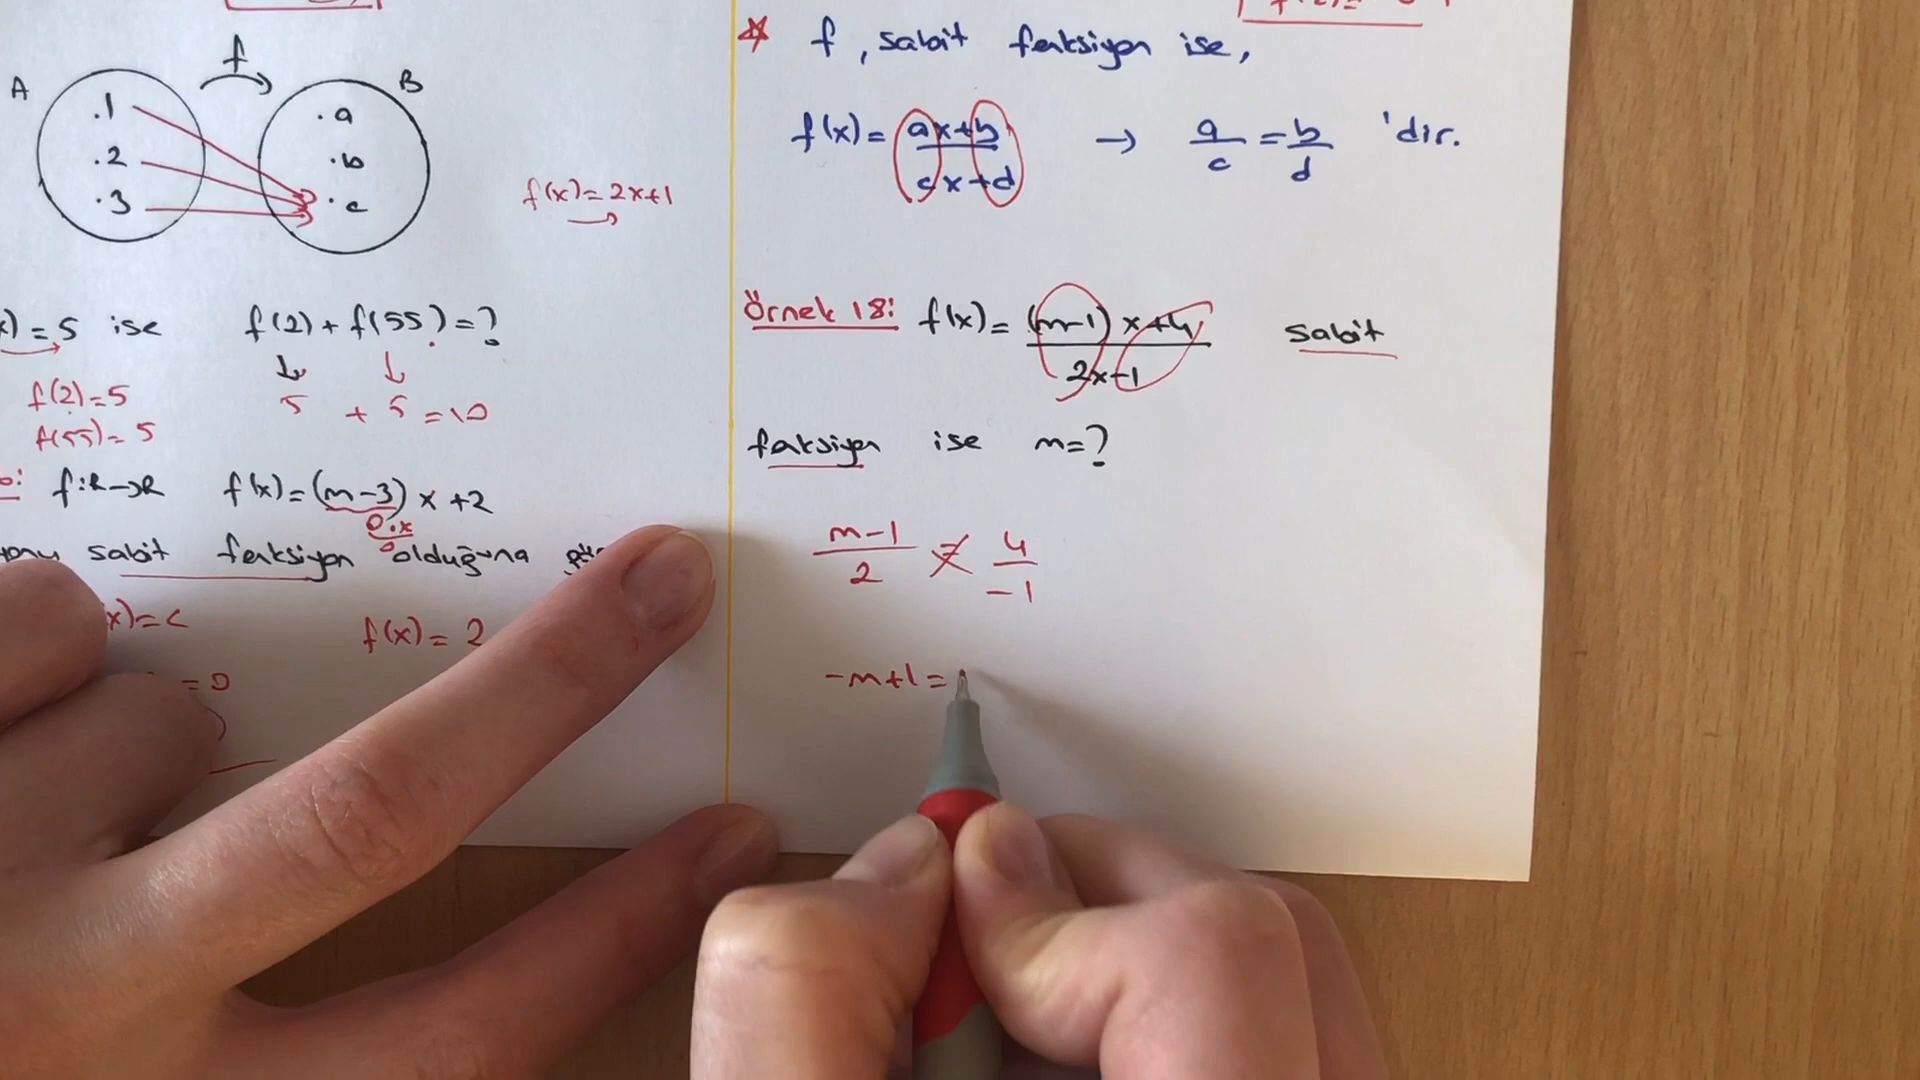 A f B
.1 .a
.2 .b
.3 .c
f(x)=2x+1
)=5 ise f(2)+f(55)=?
f(2)=5 5 + 5 =10
f(55)=5
f:R→R f(x)=(m-3)x+2
0.x
sabit fonksiyon olduğuna
x)=c f(x)=2
=0
f, sabit fonksiyon ise,
f(x)= ax+b / cx+d → a/c = b/d 'dir.
Örnek 18: f(x)= (m-1)x+4 / 2x-1 sabit
fonksiyon ise m=?
m-1/2 = 4/-1
-m+1=